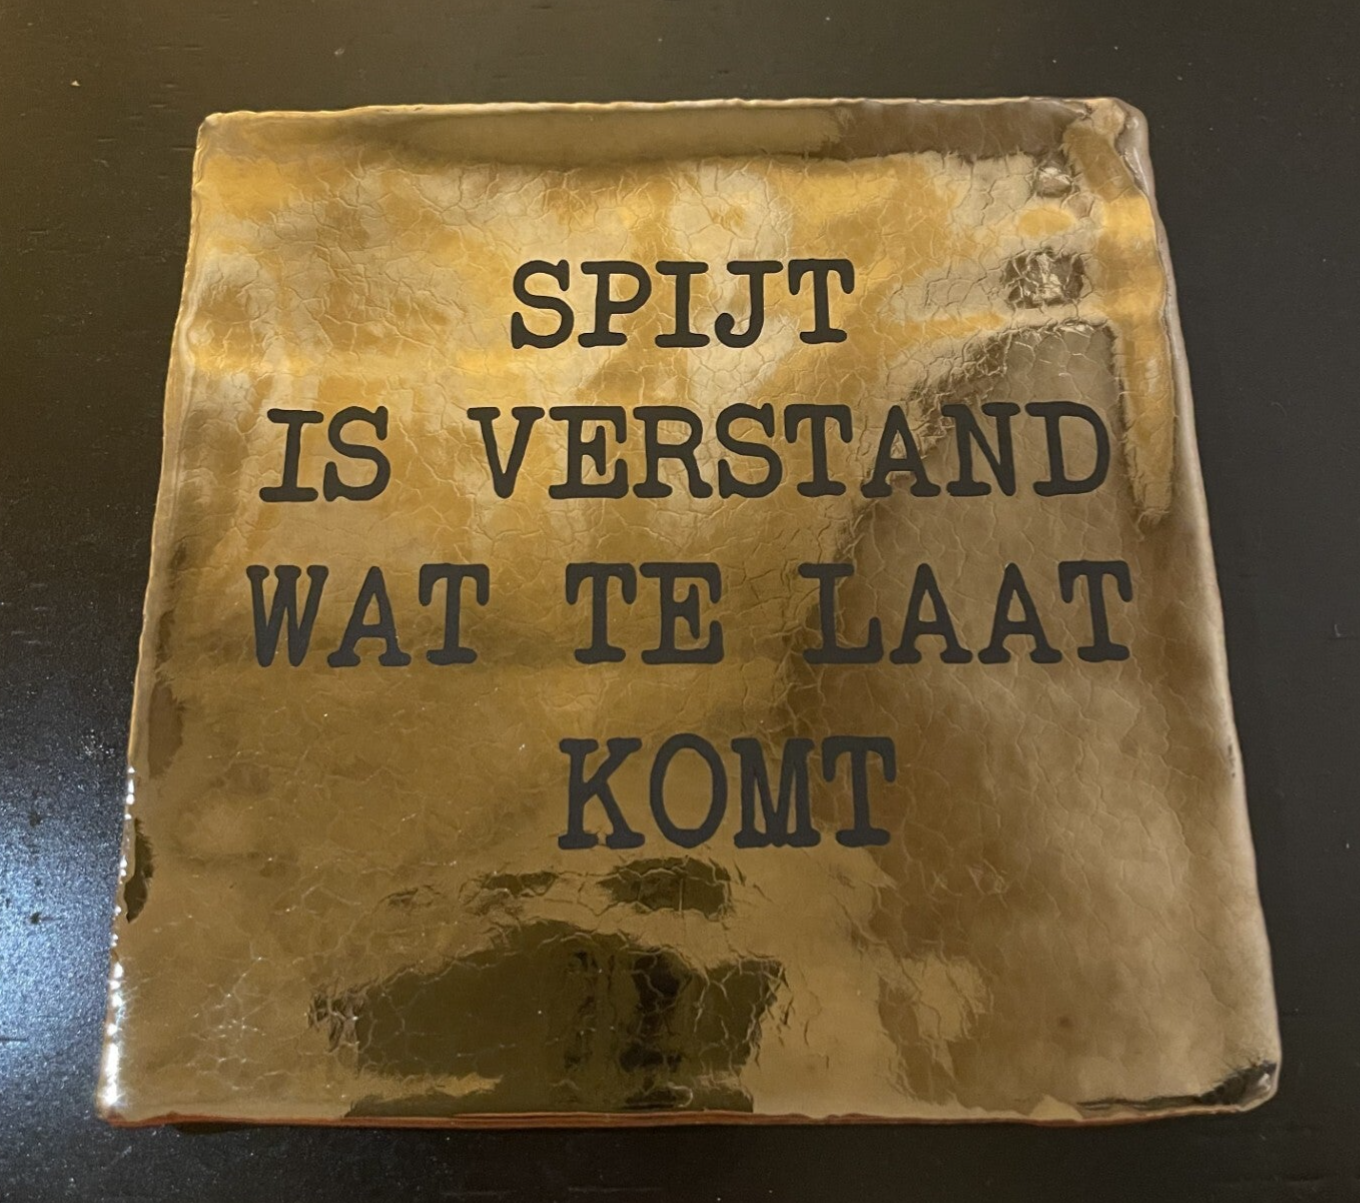 SPIJT
IS VERSTAND
WAT TE LAAT
KOMT